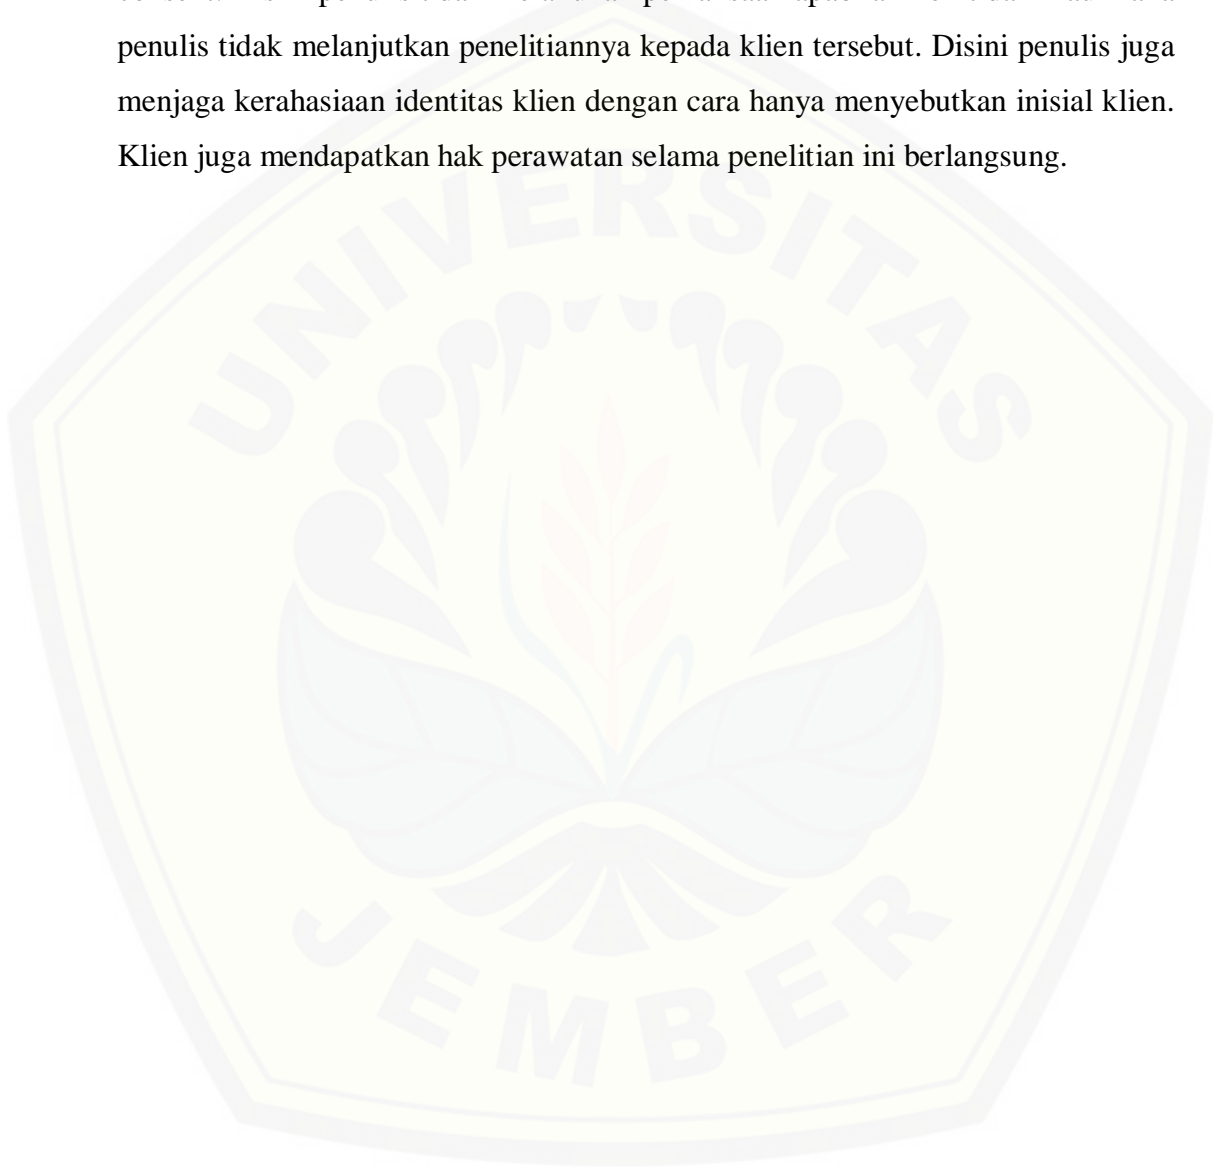 penulis tidak melanjutkan penelitiannya kepada klien tersebut. Disini penulis juga
menjaga kerahasiaan identitas klien dengan cara hanya menyebutkan inisial klien.
Klien juga mendapatkan hak perawatan selama penelitian ini berlangsung.
UNIVERSITAS
JEMBER